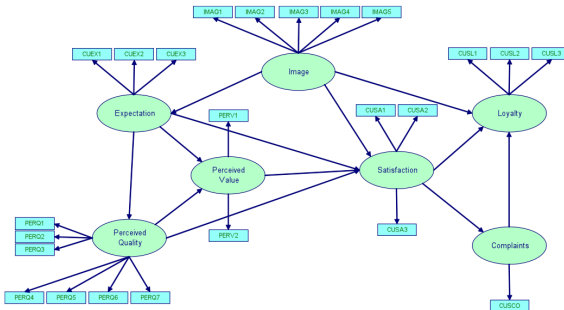 IMAG1 IMAG2 IMAG3 IMAG4 IMAG5
CUEX1 CUEX2 CUEX3
CUSL1 CUSL2 CUSL3
Image
Expectation
PERV1
CUSA1 CUSA2
Loyalty
Perceived
Value
Satisfaction
PERQ1
PERQ2
PERQ3
Perceived
Quality
PERV2
CUSA3
Complaints
PERQ4 PERQ5 PERQ6 PERQ7
CUSCO